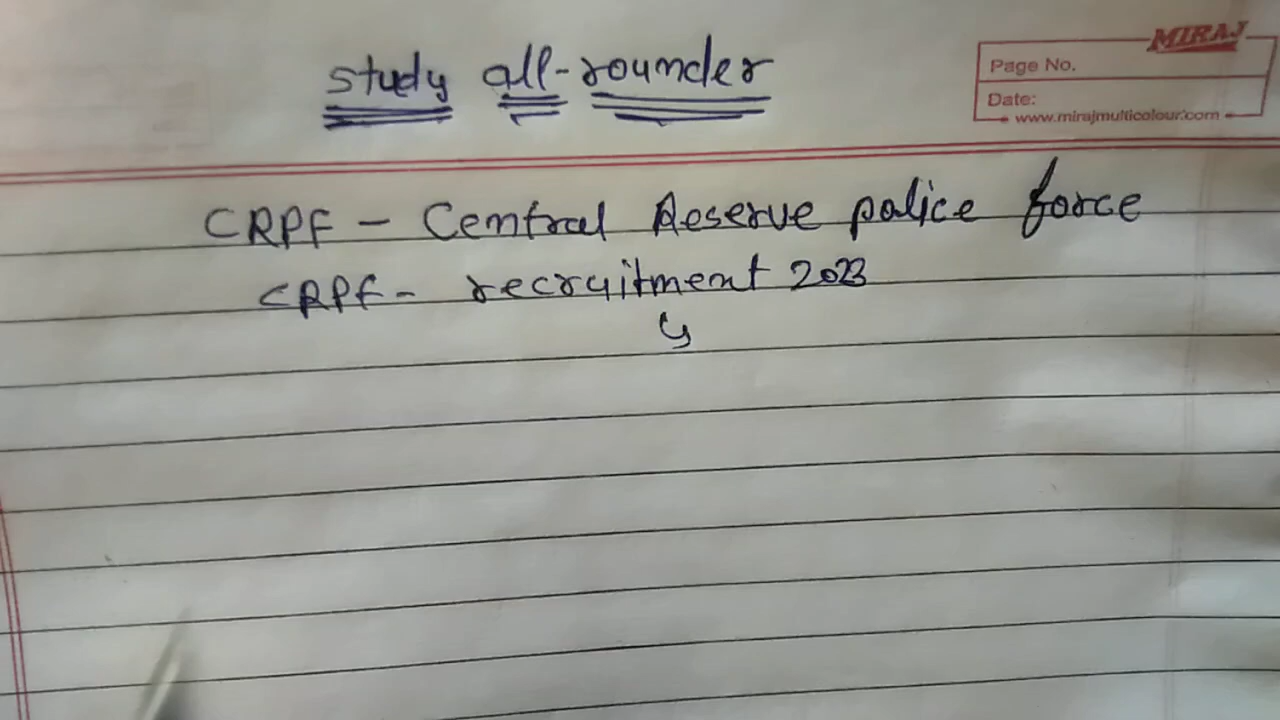 study all-rounder
MIRAJ
Page No.
Date:
www.mirajmulticolour.com
CRPF - Central Reserve police force
CRPF - recruitment 2023